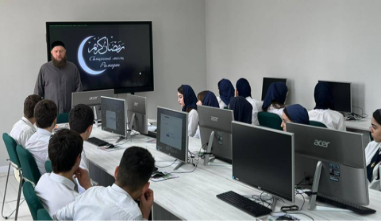 رمضان كريم
Священный месяц
Рамадан
acer
acer